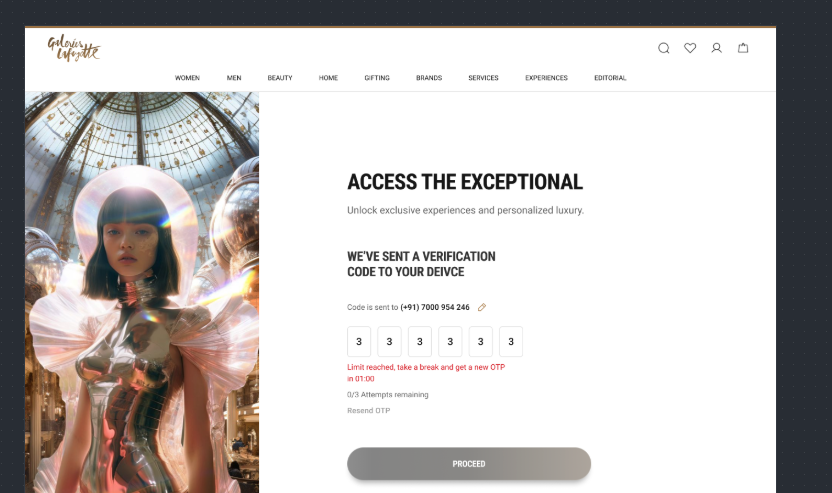 Galeries
Lafayette
WOMEN MEN BEAUTY HOME GIFTING BRANDS SERVICES EXPERIENCES EDITORIAL
ACCESS THE EXCEPTIONAL
Unlock exclusive experiences and personalized luxury.
WE'VE SENT A VERIFICATION
CODE TO YOUR DEIVCE
Code is sent to (+91) 7000 954 246
3 3 3 3 3 3
Limit reached, take a break and get a new OTP
in 01:00
0/3 Attempts remaining
Resend OTP
PROCEED